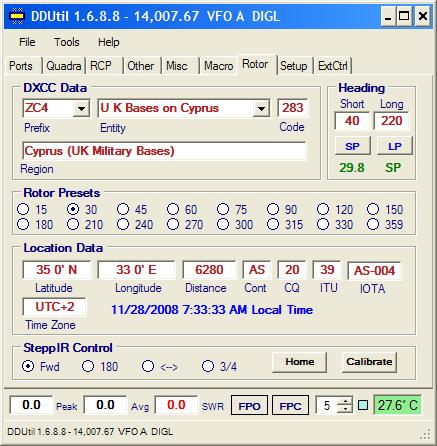 DDUtil 1.6.8.8 - 14,007.67 VFO A DIGL
File Tools Help
Ports Quadra RCP Other Misc Macro Rotor Setup ExtCtrl
DXCC Data
ZC4 U K Bases on Cyprus 283
Prefix Entity Code
Cyprus (UK Military Bases)
Region
Heading
Short Long
40 220
SP LP
29.8 SP
Rotor Presets
15 30 45 60 75 90 120 150
180 210 240 270 300 315 330 359
Location Data
35 0' N 33 0' E 6280 AS 20 39 AS-004
Latitude Longitude Distance Cont CQ ITU IOTA
UTC+2 11/28/2008 7:33:33 AM Local Time
Time Zone
SteppIR Control
Fwd 180 <--> 3/4 Home Calibrate
0.0 Peak 0.0 Avg 0.0 SWR FPO FPC 5 27.6° C
DDUtil 1.6.8.8 - 14,007.67 VFO A DIGL